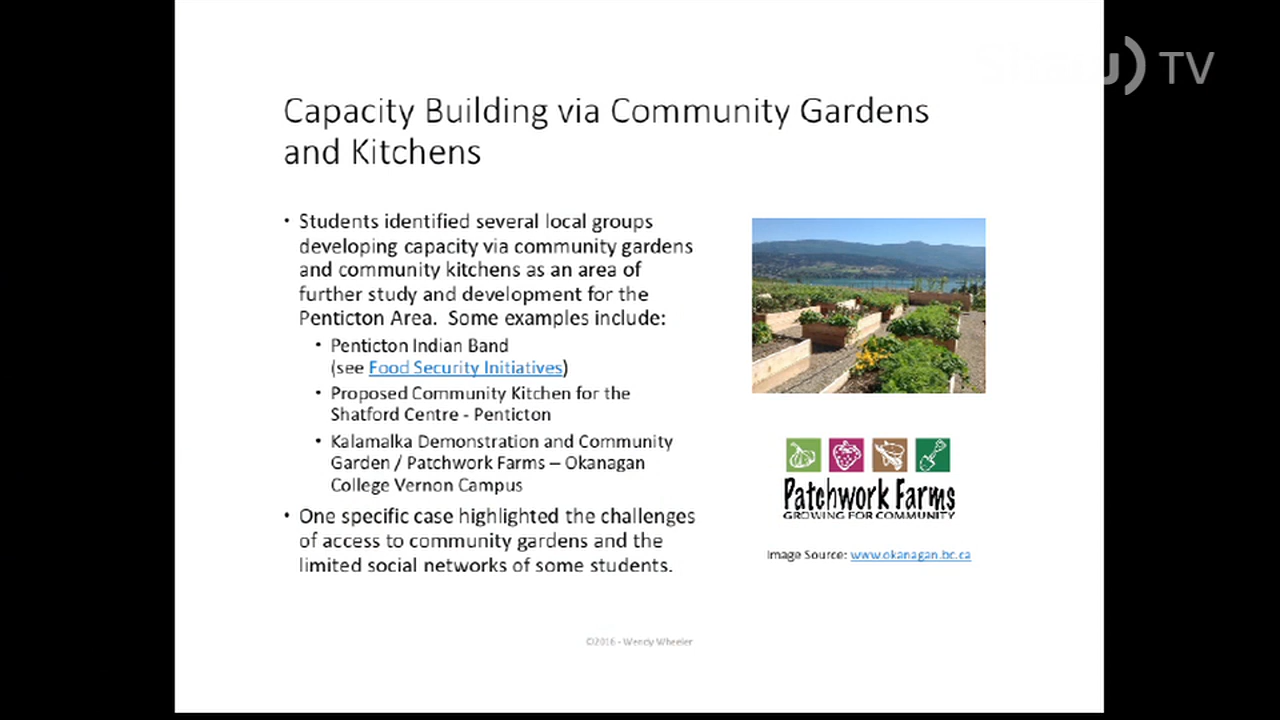 TV
Capacity Building via Community Gardens
and Kitchens
• Students identified several local groups
developing capacity via community gardens
and community kitchens as an area of
further study and development for the
Penticton Area. Some examples include:
• Penticton Indian Band
(see Food Security Initiatives)
• Proposed Community Kitchen for the
Shatford Centre - Penticton
• Kalamalka Demonstration and Community
Garden / Patchwork Farms – Okanagan
College Vernon Campus
• One specific case highlighted the challenges
of access to community gardens and the
limited social networks of some students.
Patchwork Farms
GROWING FOR COMMUNITY
Image Source: www.okanagan.bc.ca
©2016 - Wendy Wheeler